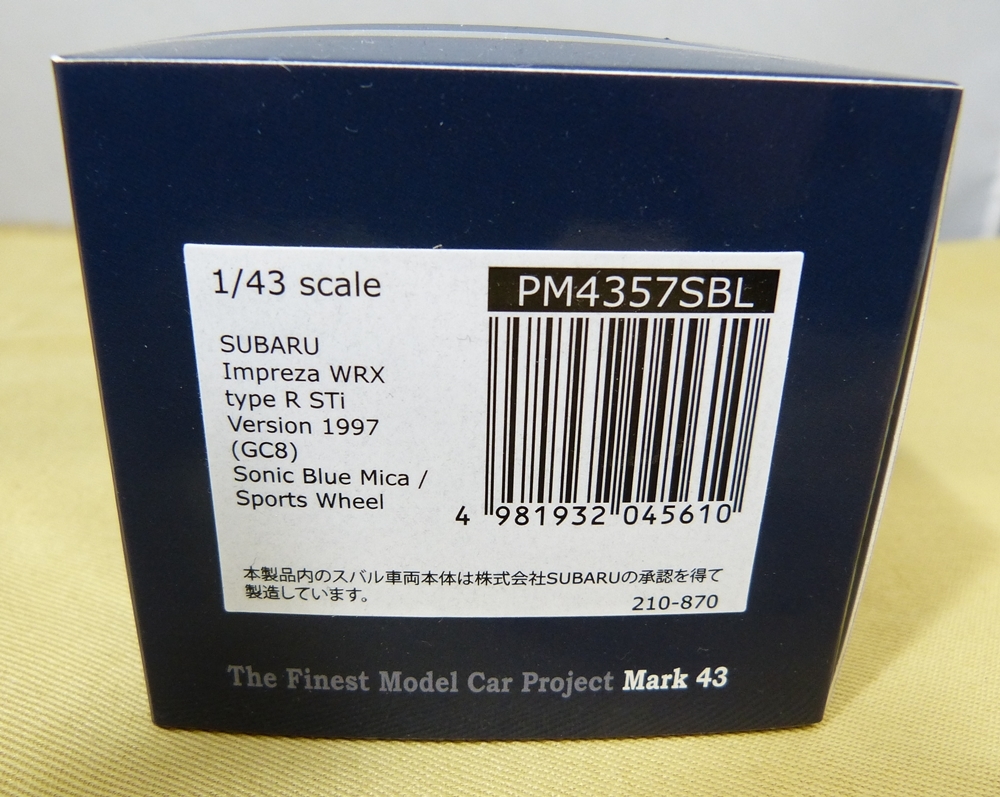 1/43 scale
PM4357SBL
SUBARU
Impreza WRX
type R STi
Version 1997
(GC8)
Sonic Blue Mica /
Sports Wheel
4 981932 045610
本製品内のスバル車両本体は株式会社SUBARUの承認を得て
製造しています。
210-870
The Finest Model Car Project Mark 43